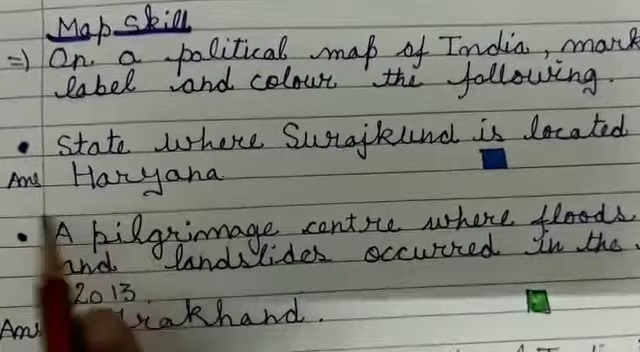 Map Skill
=) On a political map of India, mark
label and colour the following.
• State where Surajkund is located
Ans Haryana
• A pilgrimage centre where floods
and landslides occurred in the
2013.
Ans